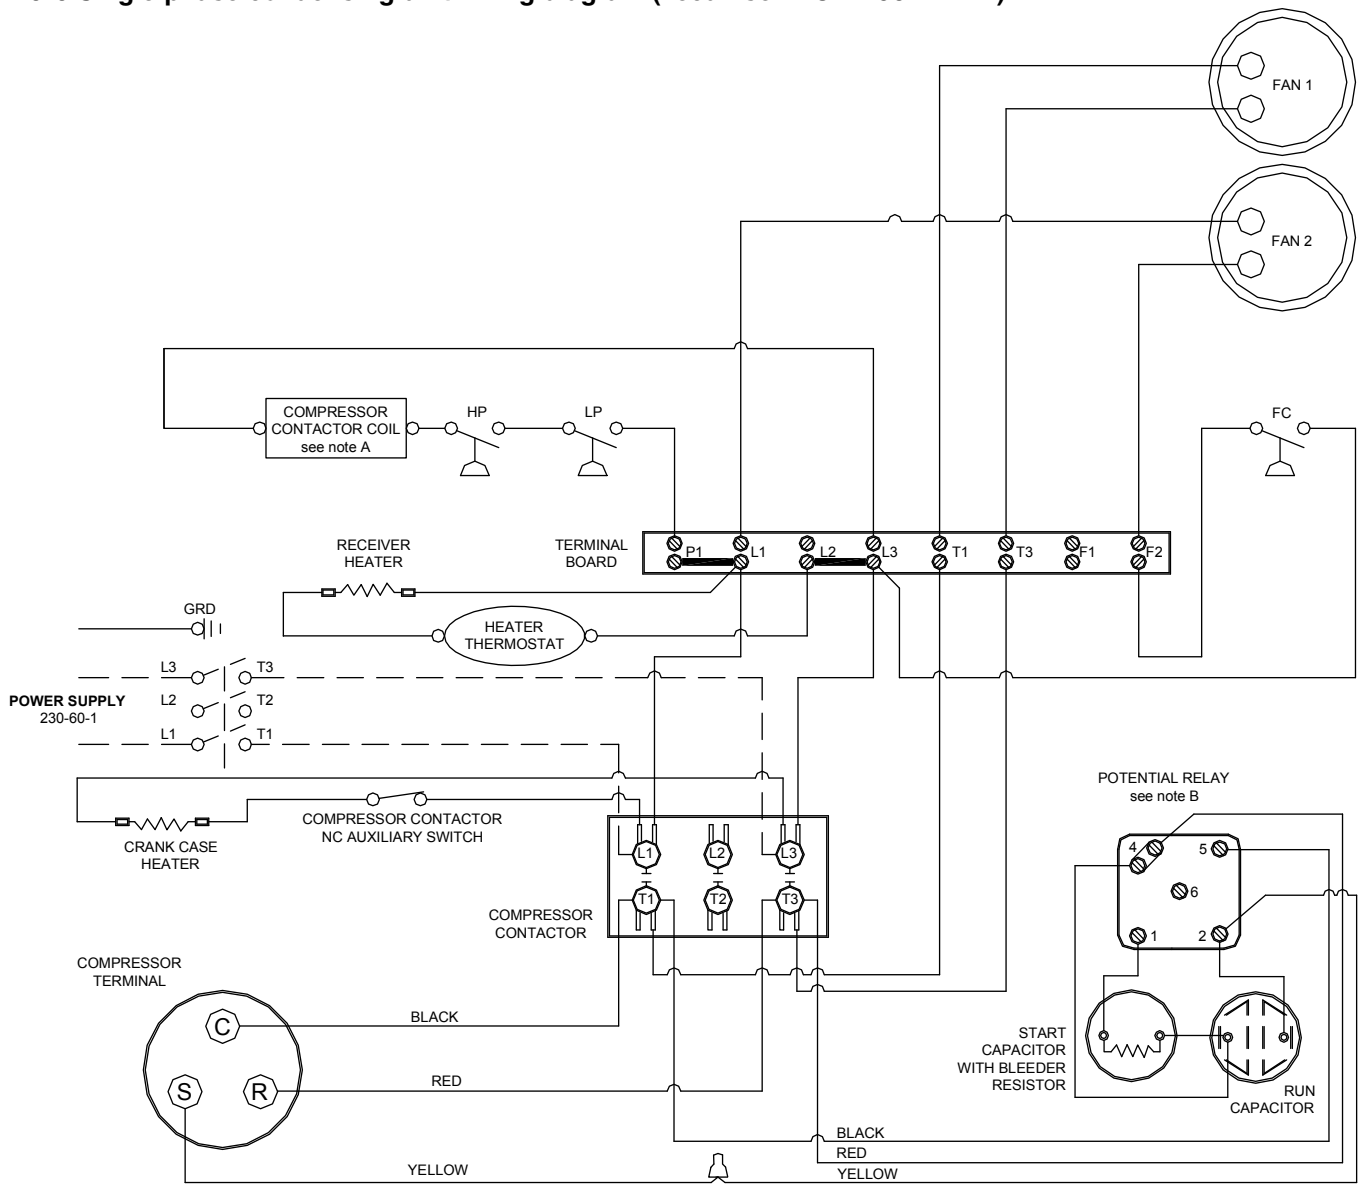 FAN 1
FAN 2
COMPRESSOR
CONTACTOR COIL
see note A
HP
LP
FC
RECEIVER
HEATER
TERMINAL
BOARD
P1
L1
L2
L3
T1
T3
F1
F2
GRD
HEATER
THERMOSTAT
L3
T3
POWER SUPPLY
230-60-1
L2
T2
L1
T1
COMPRESSOR CONTACTOR
NC AUXILIARY SWITCH
CRANK CASE
HEATER
POTENTIAL RELAY
see note B
L1
L2
L3
T1
T2
T3
COMPRESSOR
CONTACTOR
4
5
6
1
2
COMPRESSOR
TERMINAL
C
S
R
BLACK
RED
YELLOW
START
CAPACITOR
WITH BLEEDER
RESISTOR
RUN
CAPACITOR
BLACK
RED
YELLOW